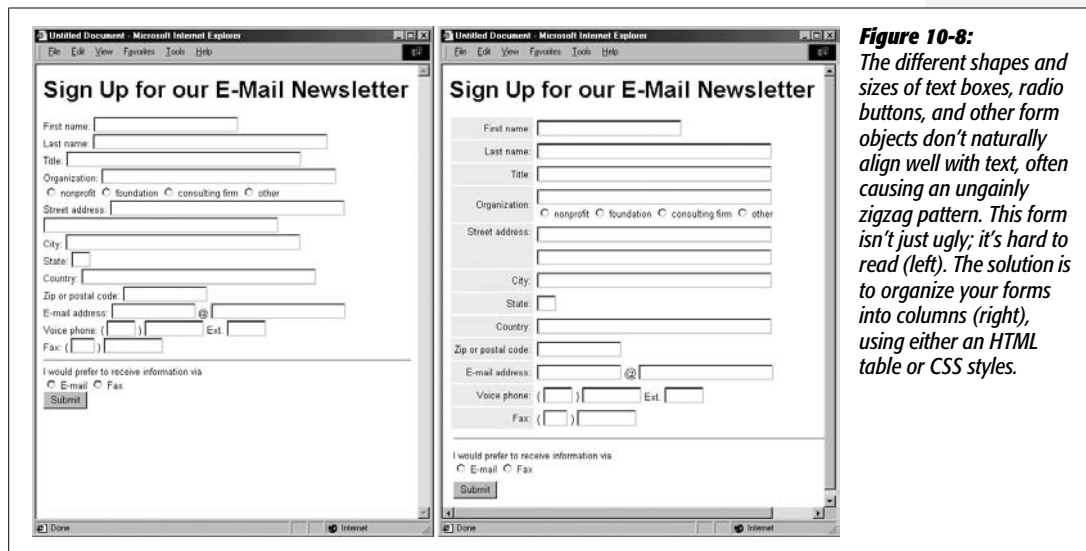 Untitled Document - Microsoft Internet Explorer
File Edit View Favorites Tools Help
Sign Up for our E-Mail Newsletter
First name:
Last name:
Title:
Organization:
nonprofit foundation consulting firm other
Street address:
City:
State:
Country:
Zip or postal code:
E-mail address: @
Voice phone: ( ) Ext.
Fax: ( )
I would prefer to receive information via
E-mail Fax
Submit
Done Internet
Untitled Document - Microsoft Internet Explorer
File Edit View Favorites Tools Help
Sign Up for our E-Mail Newsletter
First name:
Last name:
Title:
Organization:
nonprofit foundation consulting firm other
Street address:
City:
State:
Country:
Zip or postal code:
E-mail address: @
Voice phone: ( ) Ext.
Fax: ( )
I would prefer to receive information via
E-mail Fax
Submit
Done Internet
Figure 10-8:
The different shapes and
sizes of text boxes, radio
buttons, and other form
objects don't naturally
align well with text, often
causing an ungainly
zigzag pattern. This form
isn't just ugly; it's hard to
read (left). The solution is
to organize your forms
into columns (right),
using either an HTML
table or CSS styles.